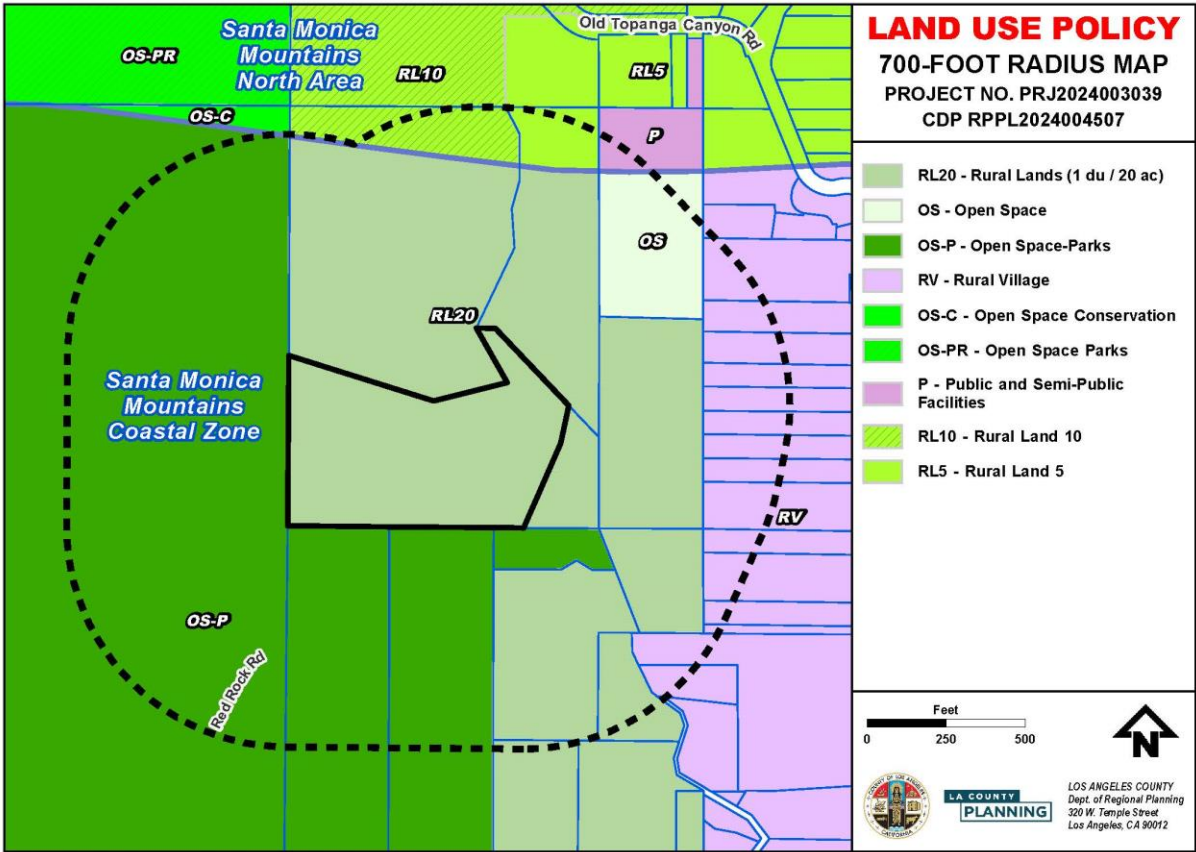 Santa Monica
Mountains
North Area
OS-PR
RL10
Old Topanga Canyon Rd
RL5
OS-C
P
OS
RL20
Santa Monica
Mountains
Coastal Zone
RV
OS-P
Red Rock Rd
LAND USE POLICY
700-FOOT RADIUS MAP
PROJECT NO. PRJ2024003039
CDP RPPL2024004507
RL20 - Rural Lands (1 du / 20 ac)
OS - Open Space
OS-P - Open Space-Parks
RV - Rural Village
OS-C - Open Space Conservation
OS-PR - Open Space Parks
P - Public and Semi-Public
Facilities
RL10 - Rural Land 10
RL5 - Rural Land 5
Feet
0 250 500
N
COUNTY OF LOS ANGELES
CALIFORNIA
LA COUNTY
PLANNING
LOS ANGELES COUNTY
Dept. of Regional Planning
320 W. Temple Street
Los Angeles, CA 90012